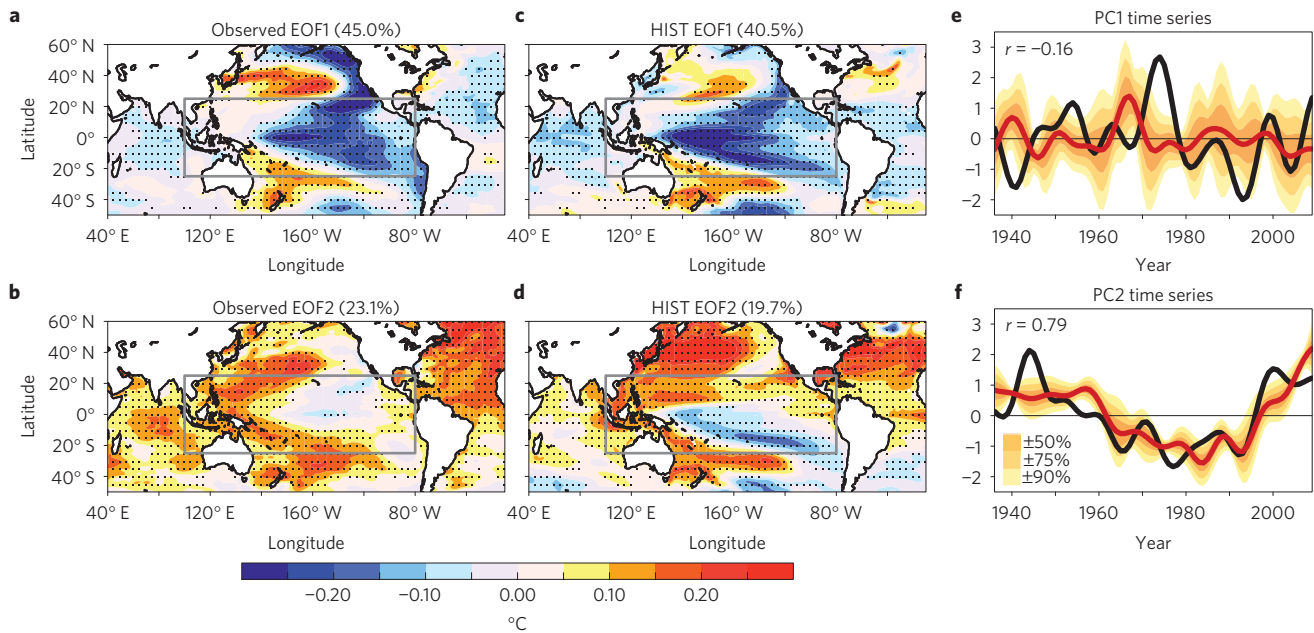 a
Observed EOF1 (45.0%)
60° N
40° N
20° N
0°
20° S
40° S
Latitude
40° E
120° E
160° W
80° W
Longitude
c
HIST EOF1 (40.5%)
40° E
120° E
160° W
80° W
Longitude
e
PC1 time series
r = −0.16
3
2
1
0
−1
−2
1940
1960
1980
2000
Year
b
Observed EOF2 (23.1%)
60° N
40° N
20° N
0°
20° S
40° S
Latitude
40° E
120° E
160° W
80° W
Longitude
d
HIST EOF2 (19.7%)
40° E
120° E
160° W
80° W
Longitude
f
PC2 time series
r = 0.79
3
2
1
0
−1
−2
±50%
±75%
±90%
1940
1960
1980
2000
Year
−0.20
−0.10
0.00
0.10
0.20
°C